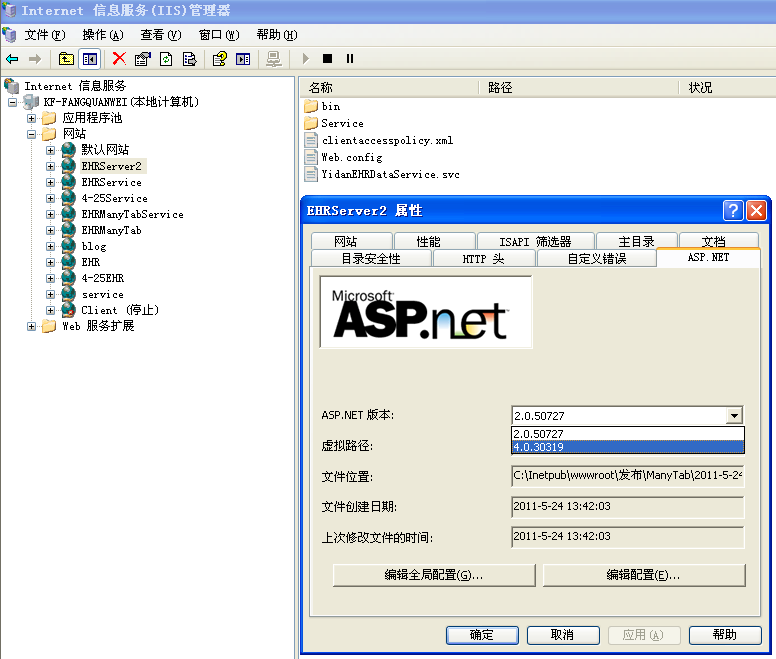 Internet 信息服务(IIS)管理器
文件(F) 操作(A) 查看(V) 窗口(W) 帮助(H)
Internet 信息服务
KF-FANGQUANWEI(本地计算机)
应用程序池
网站
默认网站
EHRServer2
EHRService
4-25Service
EHRManyTabService
EHRManyTab
blog
EHR
4-25EHR
service
Client (停止)
Web 服务扩展
名称 路径 状况
bin
Service
clientaccesspolicy.xml
Web.config
YidanEHRDataService.svc
EHRServer2 属性
网站 性能 ISAPI 筛选器 主目录 文档
目录安全性 HTTP 头 自定义错误 ASP.NET
Microsoft
ASP.net
ASP.NET 版本: 2.0.50727
2.0.50727
4.0.30319
虚拟路径:
文件位置: C:\Inetpub\wwwroot\发布\ManyTab\2011-5-24
文件创建日期: 2011-5-24 13:42:03
上次修改文件的时间: 2011-5-24 13:42:03
编辑全局配置(G)... 编辑配置(E)...
确定 取消 应用(A) 帮助